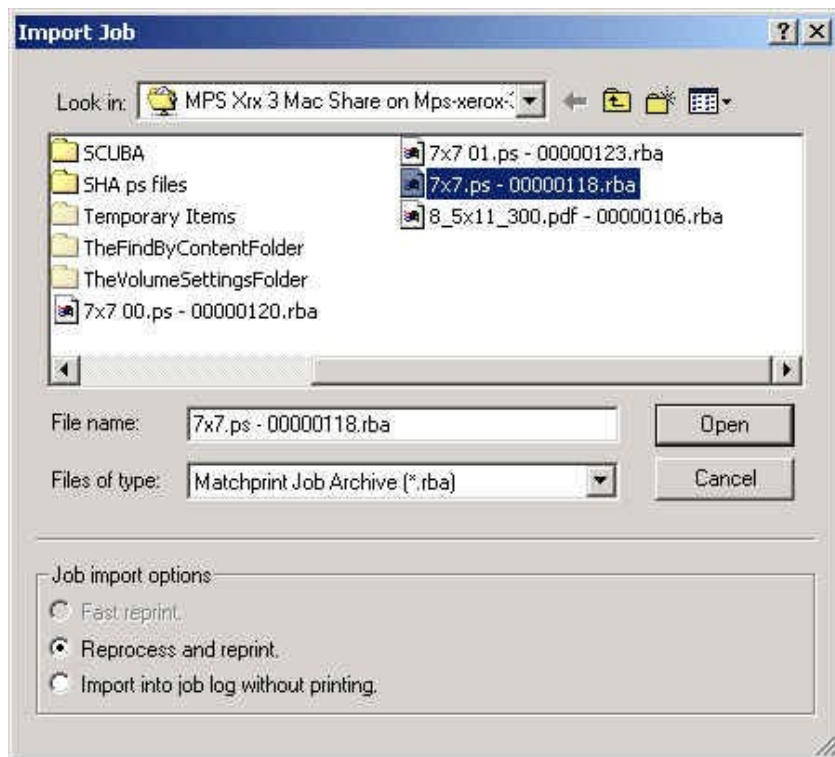 Import Job
Look in: MPS Xrx 3 Mac Share on Mps-xerox-
SCUBA
SHA ps files
Temporary Items
TheFindByContentFolder
TheVolumeSettingsFolder
7x7 00.ps - 00000120.rba
7x7 01.ps - 00000123.rba
7x7.ps - 00000118.rba
8_5x11_300.pdf - 00000106.rba
File name: 7x7.ps - 00000118.rba
Open
Files of type: Matchprint Job Archive (*.rba)
Cancel
Job import options
Fast reprint.
Reprocess and reprint.
Import into job log without printing.